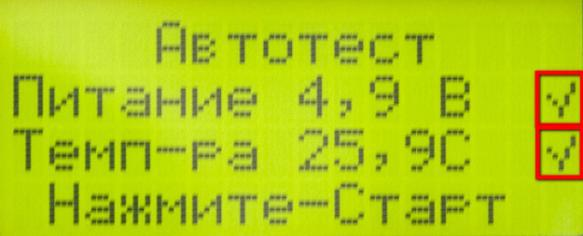 Автотест
Питание 4,9 В ✓
Темп-ра 25,9С ✓
Нажмите-Старт